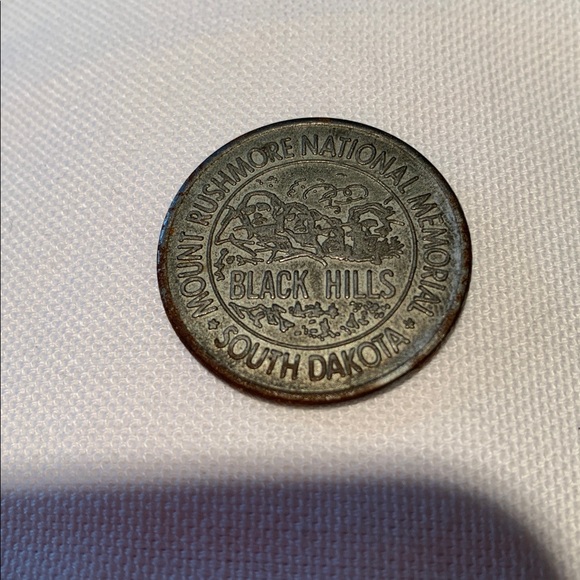 MOUNT RUSHMORE NATIONAL MEMORIAL
BLACK HILLS
SOUTH DAKOTA